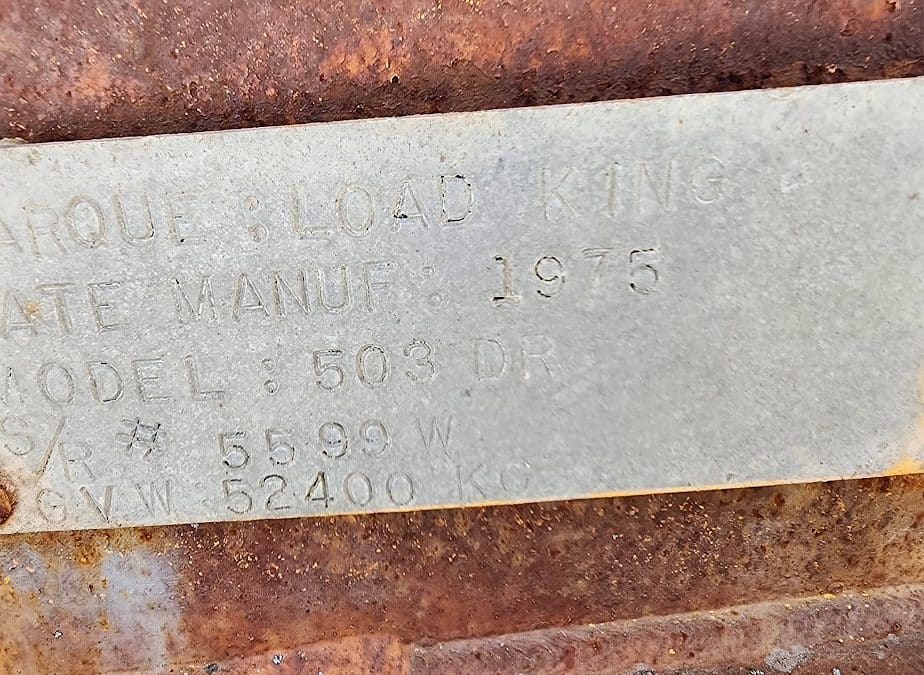 ARQUE : LOAD KING
ATE MANUF : 1975
MODEL : 503 DR
S/R # 5599 W
GVW 52400 KG